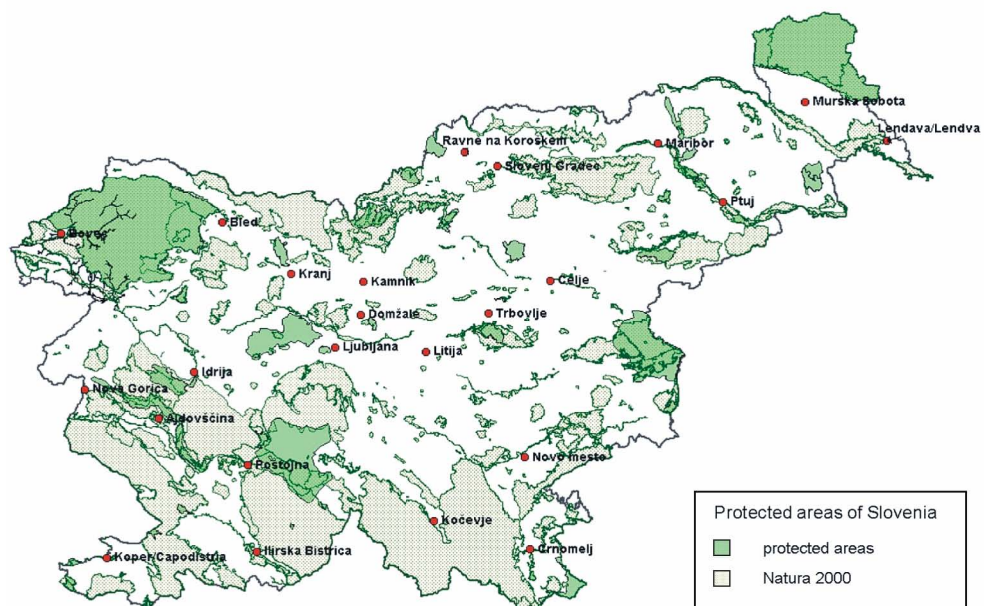 Murska Sobota
Lendava/Lendva
Ravne na Koroškem
Maribor
Slovenj Gradec
Ptuj
Bled
Bovec
Kranj
Kamnik
Celje
Domžale
Trbovlje
Ljubljana
Litija
Idrija
Nova Gorica
Ajdovščina
Postojna
Novo mesto
Kočevje
Koper/Capodistria
Ilirska Bistrica
Črnomelj
Protected areas of Slovenia
protected areas
Natura 2000